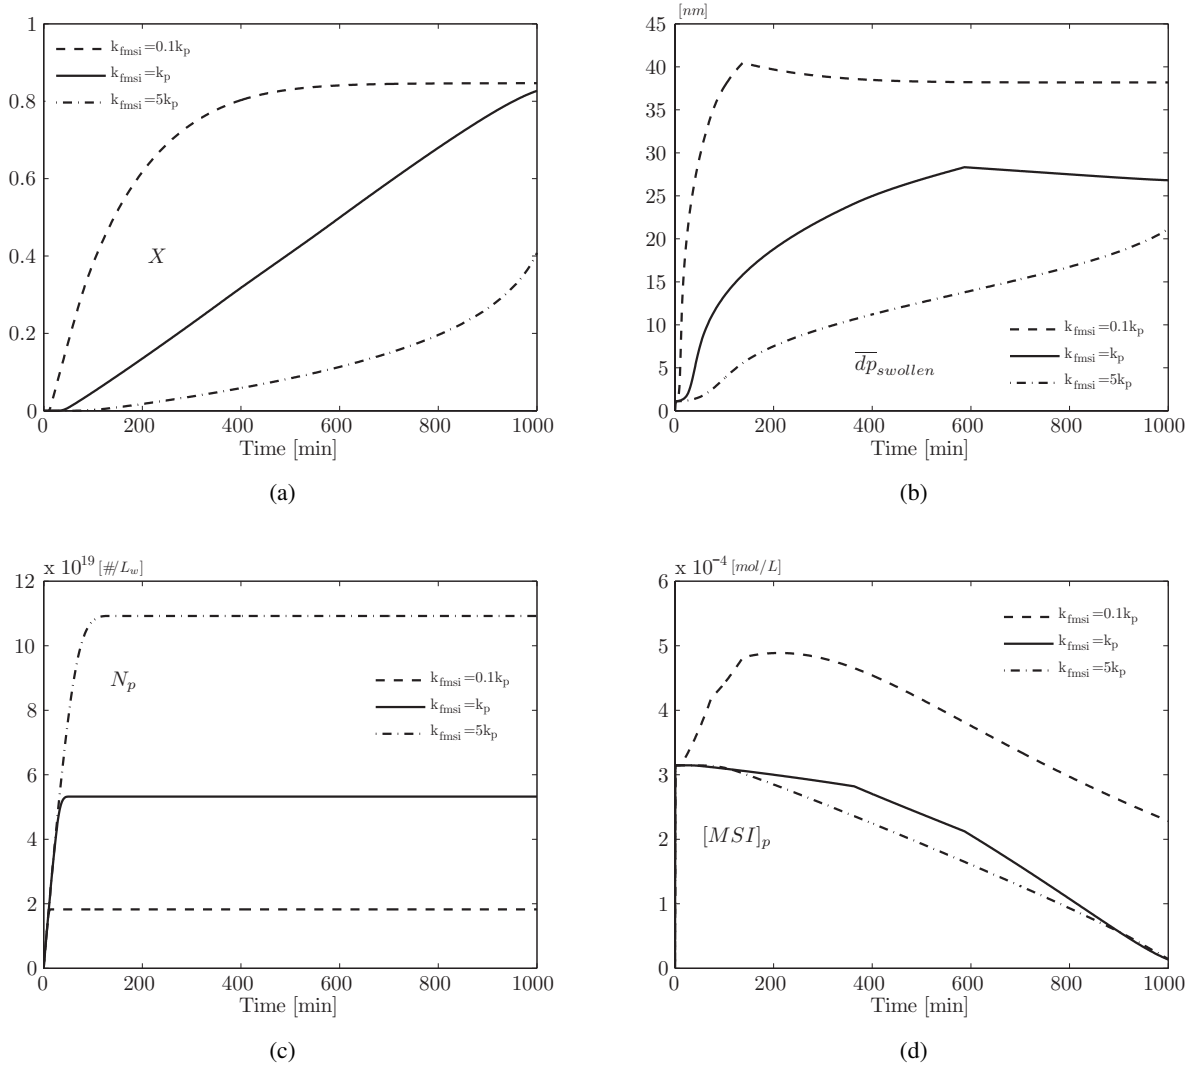 1
0.8
0.6
0.4
0.2
0
k_fmsi=0.1k_p
k_fmsi=k_p
k_fmsi=5k_p
X
0 200 400 600 800 1000
Time [min]
(a)
[nm]
45
40
35
30
25
20
15
10
5
0
k_fmsi=0.1k_p
k_fmsi=k_p
k_fmsi=5k_p
\overline{dp}_{swollen}
0 200 400 600 800 1000
Time [min]
(b)
x 10^19 [#/L_w]
12
10
8
6
4
2
0
N_p
k_fmsi=0.1k_p
k_fmsi=k_p
k_fmsi=5k_p
0 200 400 600 800 1000
Time [min]
(c)
x 10^−4 [mol/L]
6
5
4
3
2
1
0
k_fmsi=0.1k_p
k_fmsi=k_p
k_fmsi=5k_p
[MSI]_p
0 200 400 600 800 1000
Time [min]
(d)